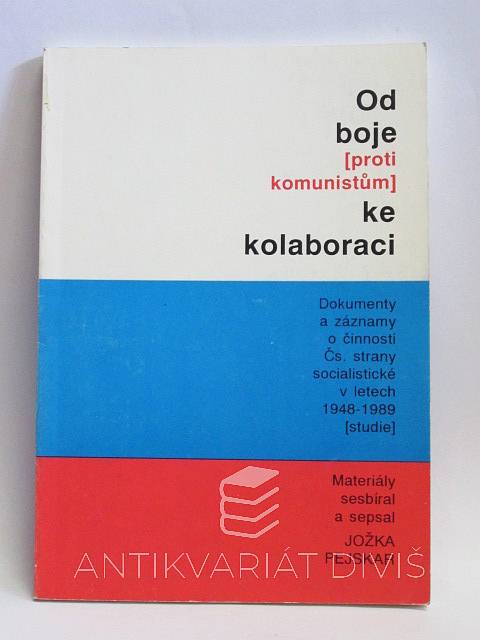 Od
boje
[proti
komunistům]
ke
kolaboraci
Dokumenty
a záznamy
o činnosti
Čs. strany
socialistické
v letech
1948-1989
[studie]
Materiály
sesbíral
a sepsal
JOŽKA
PEJSKAR
ANTIKVARIÁT DIVIŠ